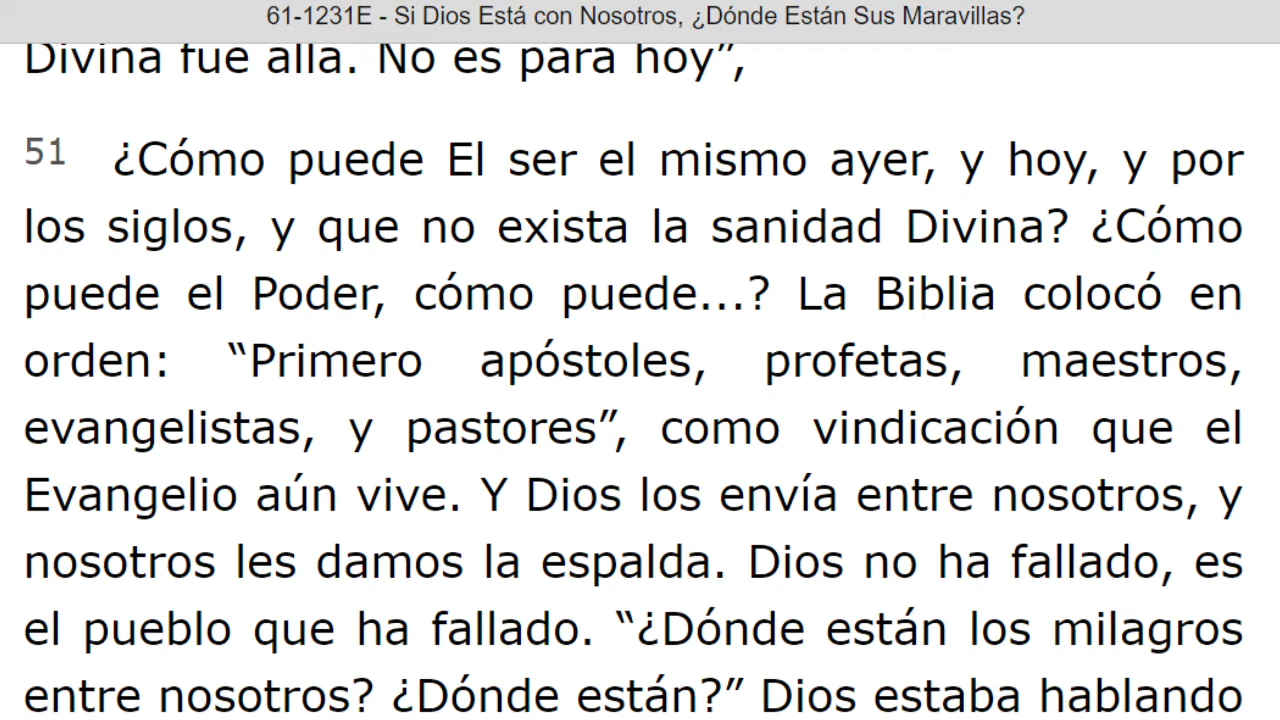 61-1231E - Si Dios Está con Nosotros, ¿Dónde Están Sus Maravillas?
Divina fue allá. No es para hoy”,
51 ¿Cómo puede El ser el mismo ayer, y hoy, y por
los siglos, y que no exista la sanidad Divina? ¿Cómo
puede el Poder, cómo puede...? La Biblia colocó en
orden: “Primero apóstoles, profetas, maestros,
evangelistas, y pastores”, como vindicación que el
Evangelio aún vive. Y Dios los envía entre nosotros, y
nosotros les damos la espalda. Dios no ha fallado, es
el pueblo que ha fallado. “¿Dónde están los milagros
entre nosotros? ¿Dónde están?” Dios estaba hablando